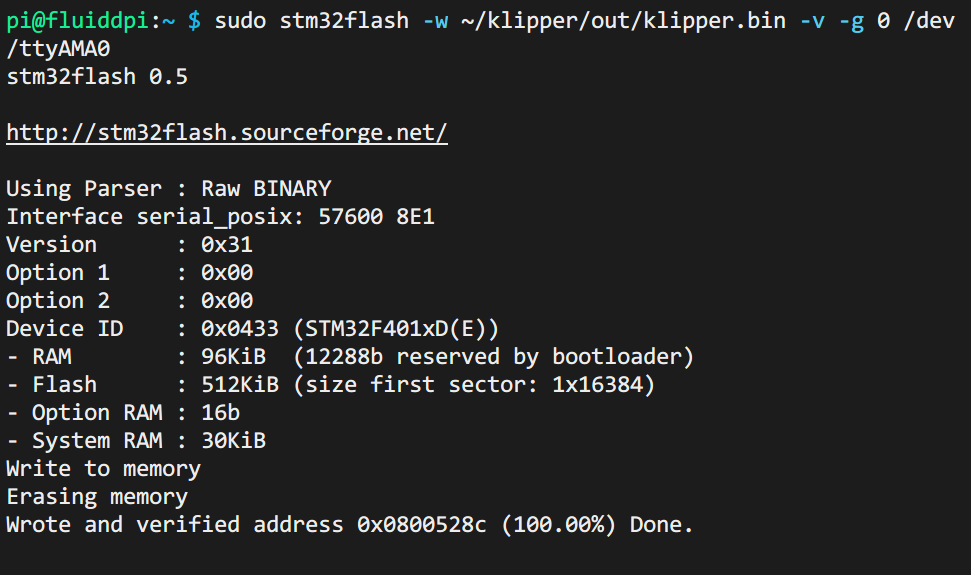 pi@fluiddpi:~ $ sudo stm32flash -w ~/klipper/out/klipper.bin -v -g 0 /dev
/ttyAMA0
stm32flash 0.5
http://stm32flash.sourceforge.net/
Using Parser : Raw BINARY
Interface serial_posix: 57600 8E1
Version      : 0x31
Option 1     : 0x00
Option 2     : 0x00
Device ID    : 0x0433 (STM32F401xD(E))
- RAM        : 96KiB  (12288b reserved by bootloader)
- Flash      : 512KiB (size first sector: 1x16384)
- Option RAM : 16b
- System RAM : 30KiB
Write to memory
Erasing memory
Wrote and verified address 0x0800528c (100.00%) Done.